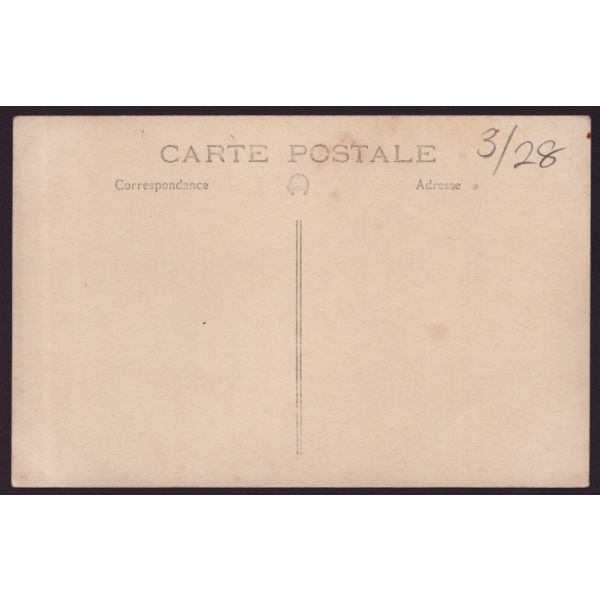 CARTE POSTALE
3/28
Correspondance
Adresse